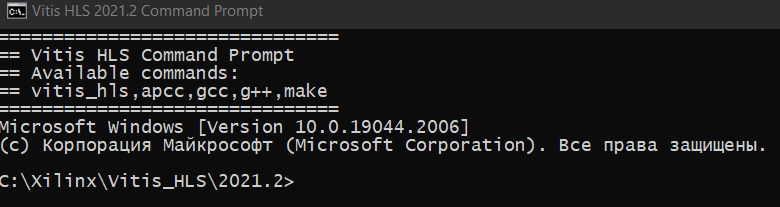 Vitis HLS 2021.2 Command Prompt
================================
== Vitis HLS Command Prompt
== Available commands:
== vitis_hls,apcc,gcc,g++,make
================================
Microsoft Windows [Version 10.0.19044.2006]
(c) Корпорация Майкрософт (Microsoft Corporation). Все права защищены.
C:\Xilinx\Vitis_HLS\2021.2>